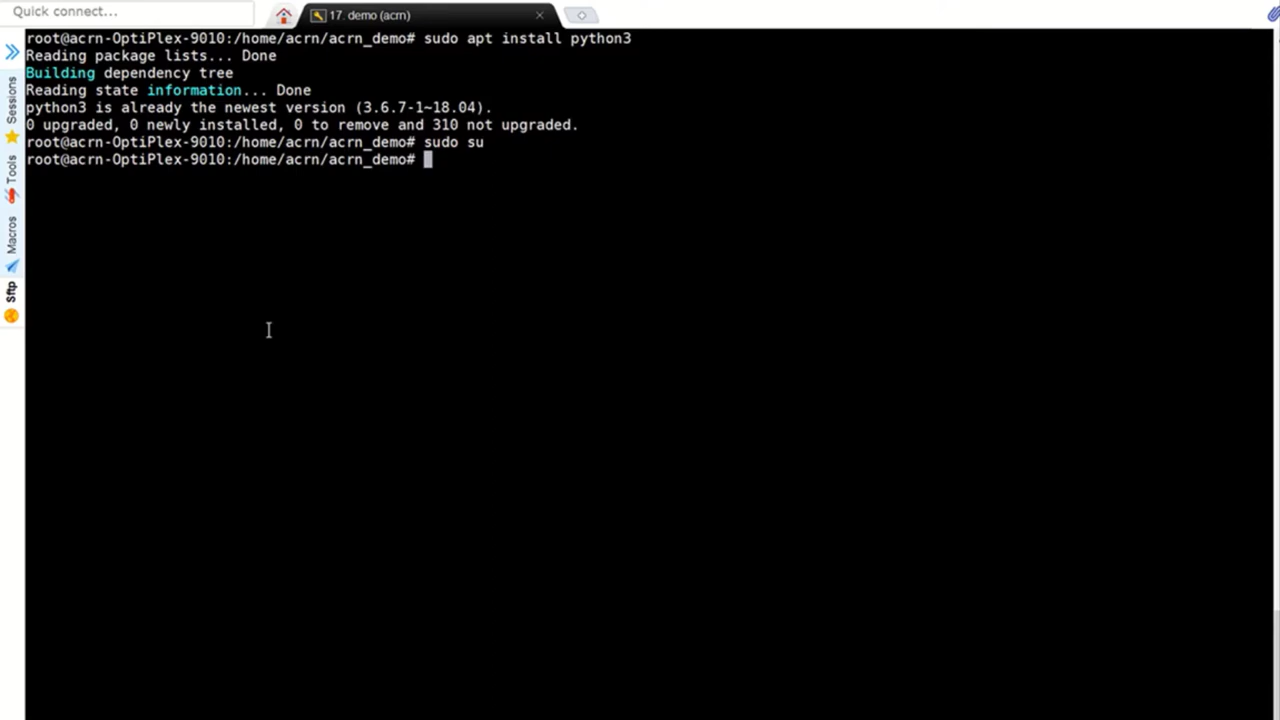 Quick connect...
17. demo (acrn)
root@acrn-OptiPlex-9010:/home/acrn/acrn_demo# sudo apt install python3
Reading package lists... Done
Building dependency tree
Reading state information... Done
python3 is already the newest version (3.6.7-1~18.04).
0 upgraded, 0 newly installed, 0 to remove and 310 not upgraded.
root@acrn-OptiPlex-9010:/home/acrn/acrn_demo# sudo su
root@acrn-OptiPlex-9010:/home/acrn/acrn_demo#
Sessions
Tools
Macros
Sftp